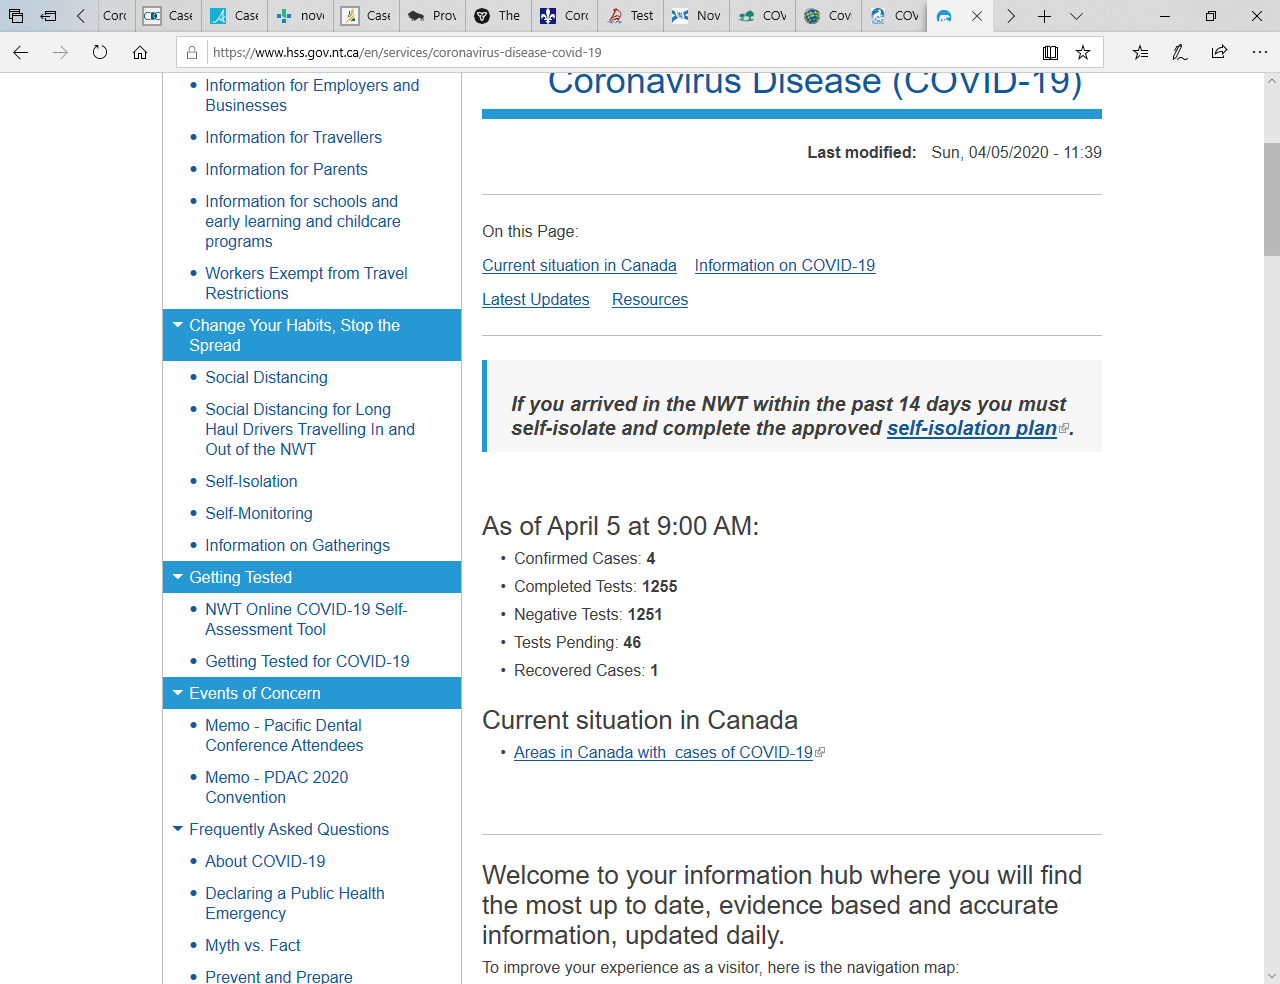 Corc
Case
Case
nove
Case
Prov
The
Corc
Test
Nov
COV
Covi
COV
https://www.hss.gov.nt.ca/en/services/coronavirus-disease-covid-19
Information for Employers and
Businesses
Information for Travellers
Information for Parents
Information for schools and
early learning and childcare
programs
Workers Exempt from Travel
Restrictions
Change Your Habits, Stop the
Spread
Social Distancing
Social Distancing for Long
Haul Drivers Travelling In and
Out of the NWT
Self-Isolation
Self-Monitoring
Information on Gatherings
Getting Tested
NWT Online COVID-19 Self-
Assessment Tool
Getting Tested for COVID-19
Events of Concern
Memo - Pacific Dental
Conference Attendees
Memo - PDAC 2020
Convention
Frequently Asked Questions
About COVID-19
Declaring a Public Health
Emergency
Myth vs. Fact
Prevent and Prepare
Coronavirus Disease (COVID-19)
Last modified: Sun, 04/05/2020 - 11:39
On this Page:
Current situation in Canada Information on COVID-19
Latest Updates Resources
If you arrived in the NWT within the past 14 days you must
self-isolate and complete the approved self-isolation plan.
As of April 5 at 9:00 AM:
• Confirmed Cases: 4
• Completed Tests: 1255
• Negative Tests: 1251
• Tests Pending: 46
• Recovered Cases: 1
Current situation in Canada
• Areas in Canada with  cases of COVID-19
Welcome to your information hub where you will find
the most up to date, evidence based and accurate
information, updated daily.
To improve your experience as a visitor, here is the navigation map: